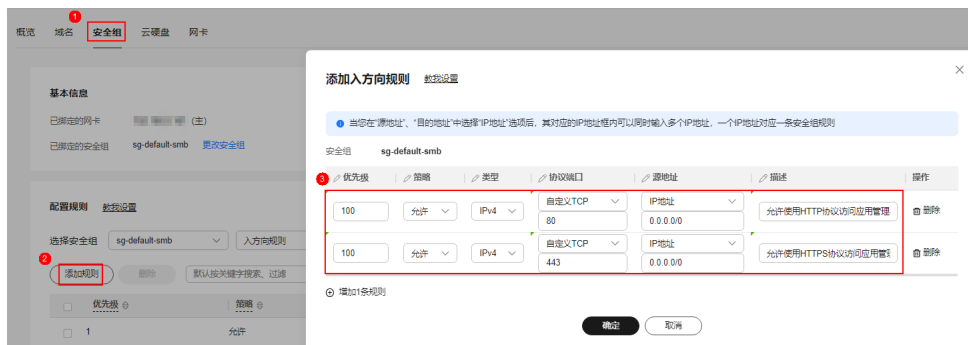 1
概览 域名 安全组 云硬盘 网卡
基本信息
已绑定的网卡 (主)
已绑定的安全组 sg-default-smb 更改安全组
配置规则 教我设置
选择安全组 sg-default-smb 入方向规则
2
添加规则 删除 默认按关键字搜索、过滤
优先级 策略
1 允许
添加入方向规则 教我设置
当您在“源地址”、“目的地址”中选择“IP地址”选项后，其对应的IP地址框内可以同时输入多个IP地址，一个IP地址对应一条安全组规则
安全组 sg-default-smb
3
优先级 策略 类型 协议端口 源地址 描述 操作
100 允许 IPv4 自定义TCP IP地址 允许使用HTTP协议访问应用管理 删除
80 0.0.0.0/0
100 允许 IPv4 自定义TCP IP地址 允许使用HTTPS协议访问应用管 删除
443 0.0.0.0/0
增加1条规则
确定 取消